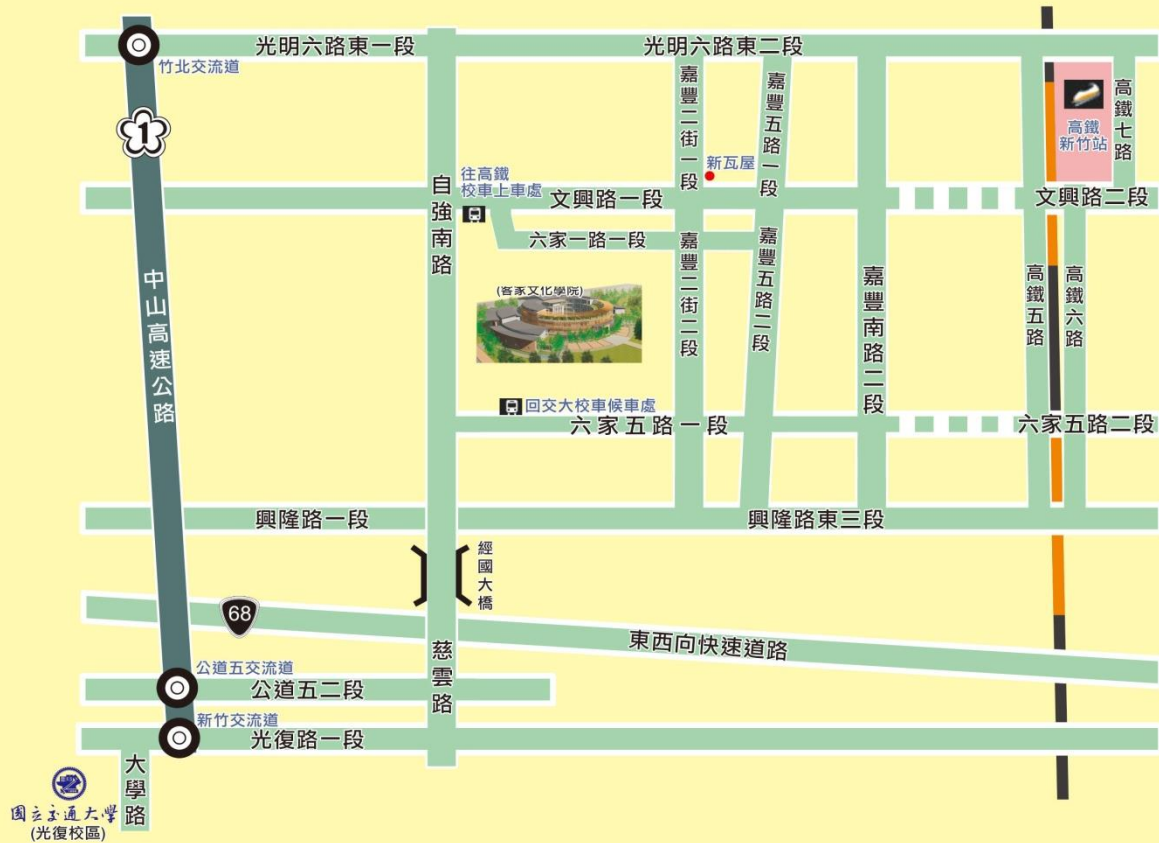 光明六路東一段
光明六路東二段
竹北交流道
1
嘉豐二街一段
嘉豐五路一段
高鐵
新竹站
高鐵七路
新瓦屋
往高鐵
校車上車處
自強南路
文興路一段
文興路二段
六家一路一段
嘉豐二街二段
嘉豐五路二段
嘉豐南路二段
高鐵五路
高鐵六路
中山高速公路
(客家文化學院)
回交大校車候車處
六家五路一段
六家五路二段
興隆路一段
興隆路東三段
經國大橋
68
慈雲路
東西向快速道路
公道五交流道
公道五二段
新竹交流道
光復路一段
大學路
國立交通大學
(光復校區)